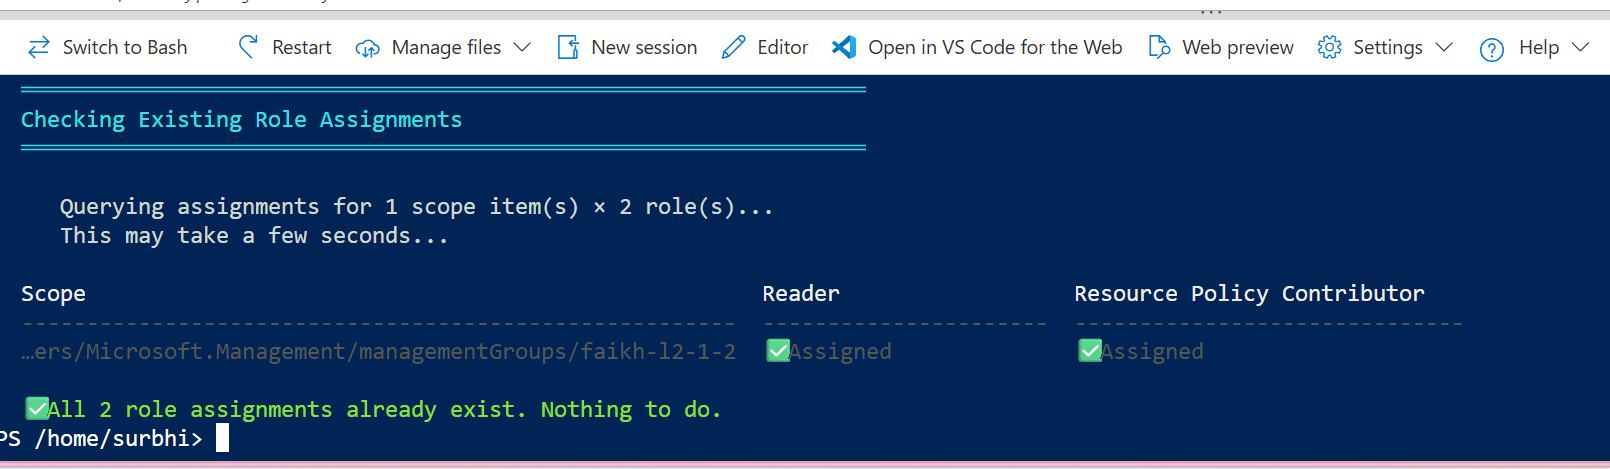 ...
Switch to Bash Restart Manage files New session Editor Open in VS Code for the Web Web preview Settings Help
Checking Existing Role Assignments
Querying assignments for 1 scope item(s) × 2 role(s)...
This may take a few seconds...
Scope Reader Resource Policy Contributor
------------------------------------------------------- ---------------------- ------------------------------
…ers/Microsoft.Management/managementGroups/faikh-l2-1-2 ✅Assigned ✅Assigned
✅All 2 role assignments already exist. Nothing to do.
PS /home/surbhi>